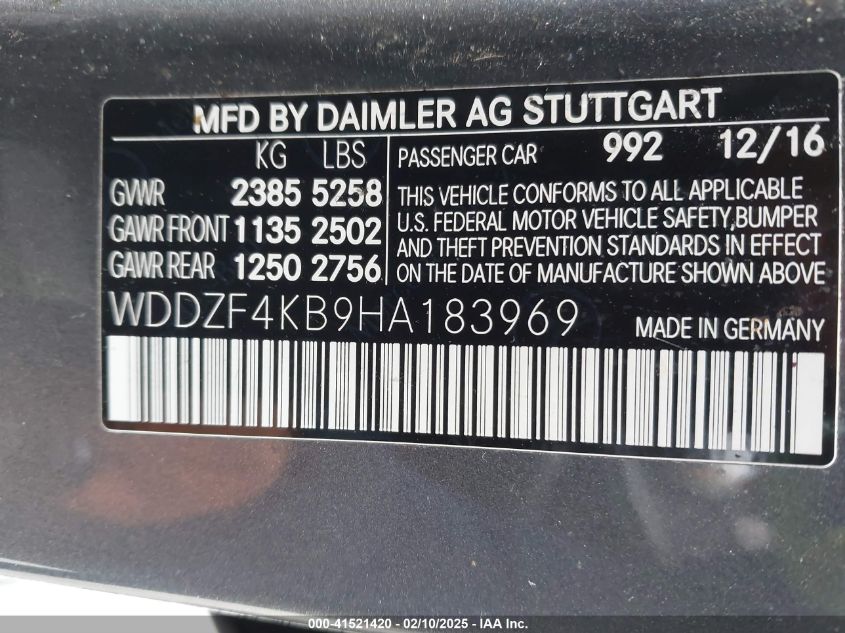 MFD BY DAIMLER AG STUTTGART
KG LBS
GVWR 2385 5258
GAWR FRONT 1135 2502
GAWR REAR 1250 2756
PASSENGER CAR 992 12/16
THIS VEHICLE CONFORMS TO ALL APPLICABLE
U.S. FEDERAL MOTOR VEHICLE SAFETY,BUMPER
AND THEFT PREVENTION STANDARDS IN EFFECT
ON THE DATE OF MANUFACTURE SHOWN ABOVE
WDDZF4KB9HA183969
MADE IN GERMANY
000-41521420 - 02/10/2025 - IAA Inc.